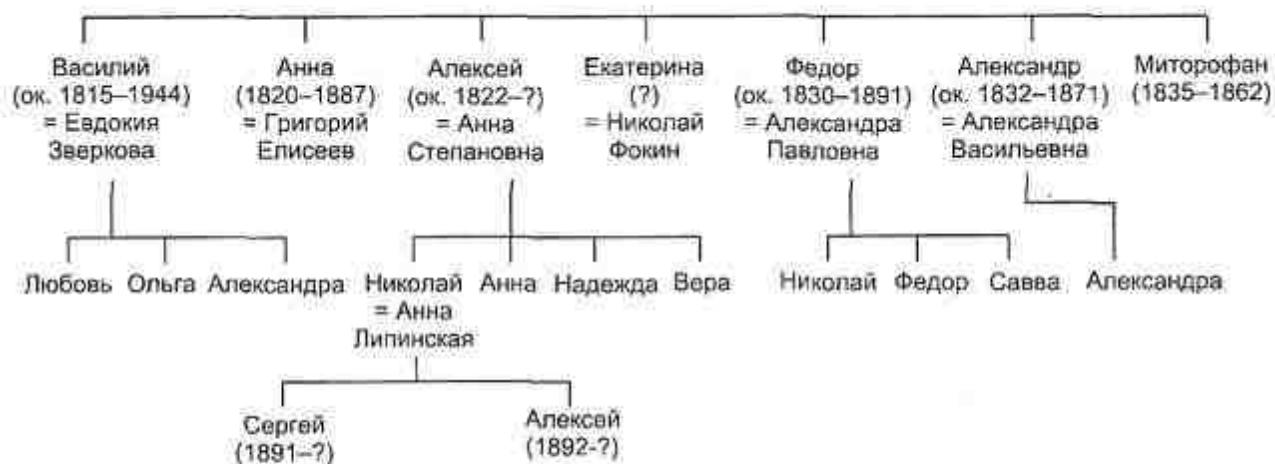 Василий
(ок. 1815–1944)
= Евдокия
Зверкова
Анна
(1820–1887)
= Григорий
Елисеев
Алексей
(ок. 1822–?)
= Анна
Степановна
Екатерина
(?)
= Николай
Фокин
Федор
(ок. 1830–1891)
= Александра
Павловна
Александр
(ок. 1832–1871)
= Александра
Васильевна
Миторофан
(1835–1862)
Любовь
Ольга
Александра
Николай
= Анна
Липинская
Анна
Надежда
Вера
Николай
Федор
Савва
Александра
Сергей
(1891–?)
Алексей
(1892-?)